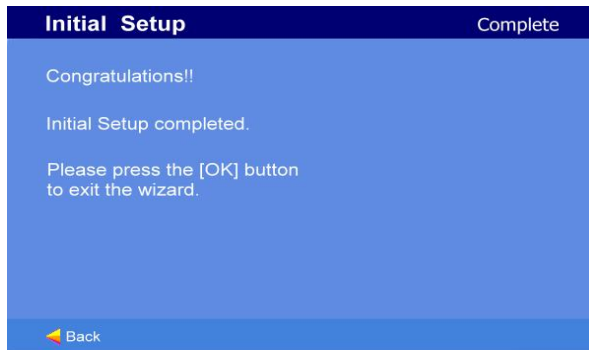 Initial Setup
Complete
Congratulations!!
Initial Setup completed.
Please press the [OK] button
to exit the wizard.
Back